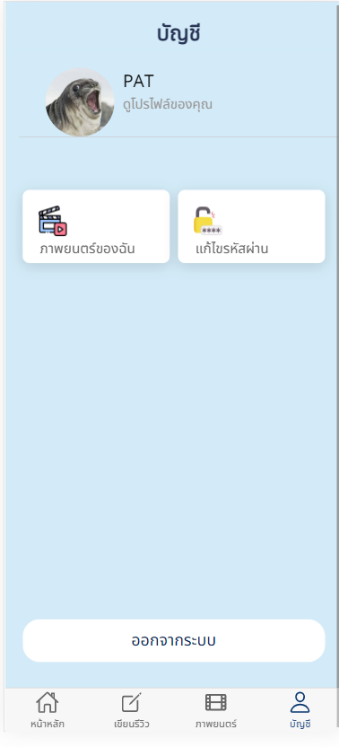 บัญชี
PAT
ดูโปรไฟล์ของคุณ
ภาพยนตร์ของฉัน
แก้ไขรหัสผ่าน
ออกจากระบบ
หน้าหลัก
เขียนรีวิว
ภาพยนตร์
บัญชี